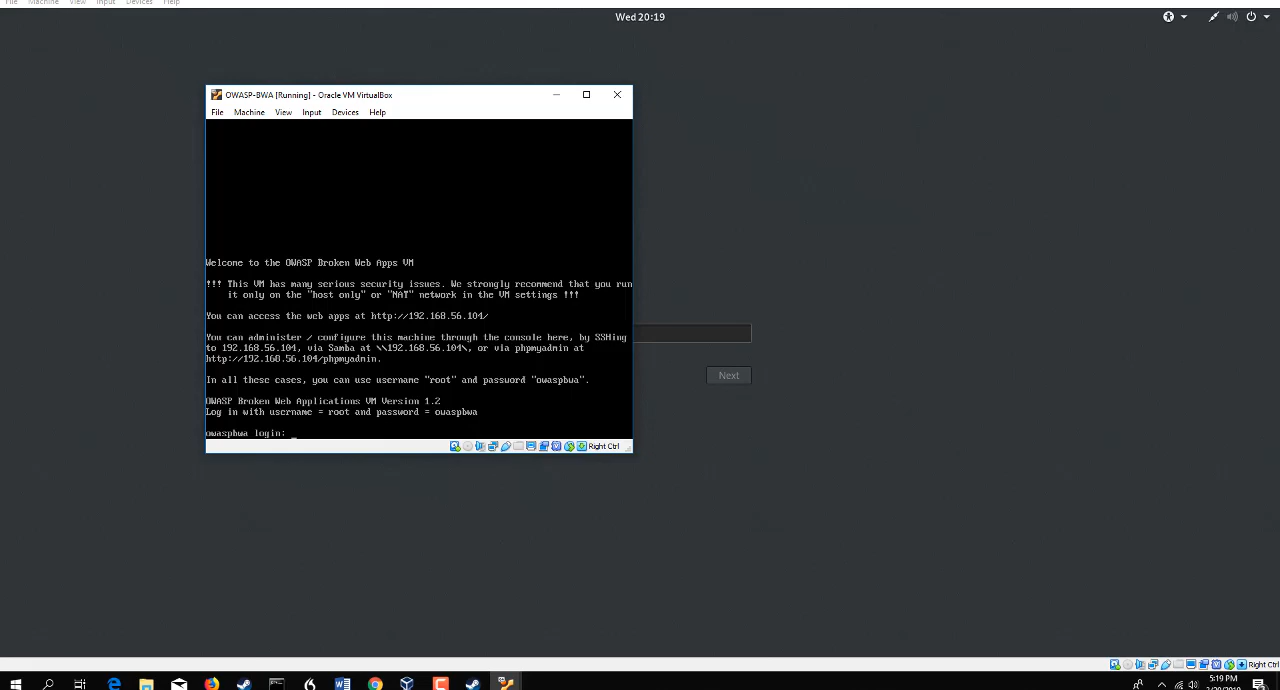 File Machine View Input Devices Help
Wed 20:19
OWASP-BWA [Running] - Oracle VM VirtualBox
File Machine View Input Devices Help
Welcome to the OWASP Broken Web Apps VM
!!! This VM has many serious security issues. We strongly recommend that you run
it only on the "host only" or "NAT" network in the VM settings !!!
You can access the web apps at http://192.168.56.104/
You can administer / configure this machine through the console here, by SSHing
to 192.168.56.104, via Samba at \\192.168.56.104\, or via phpmyadmin at
http://192.168.56.104/phpmyadmin.
In all these cases, you can use username "root" and password "owaspbwa".
OWASP Broken Web Applications VM Version 1.2
Log in with username = root and password = owaspbwa
owaspbwa login: _
Right Ctrl
Next
Right Ctrl
5:19 PM